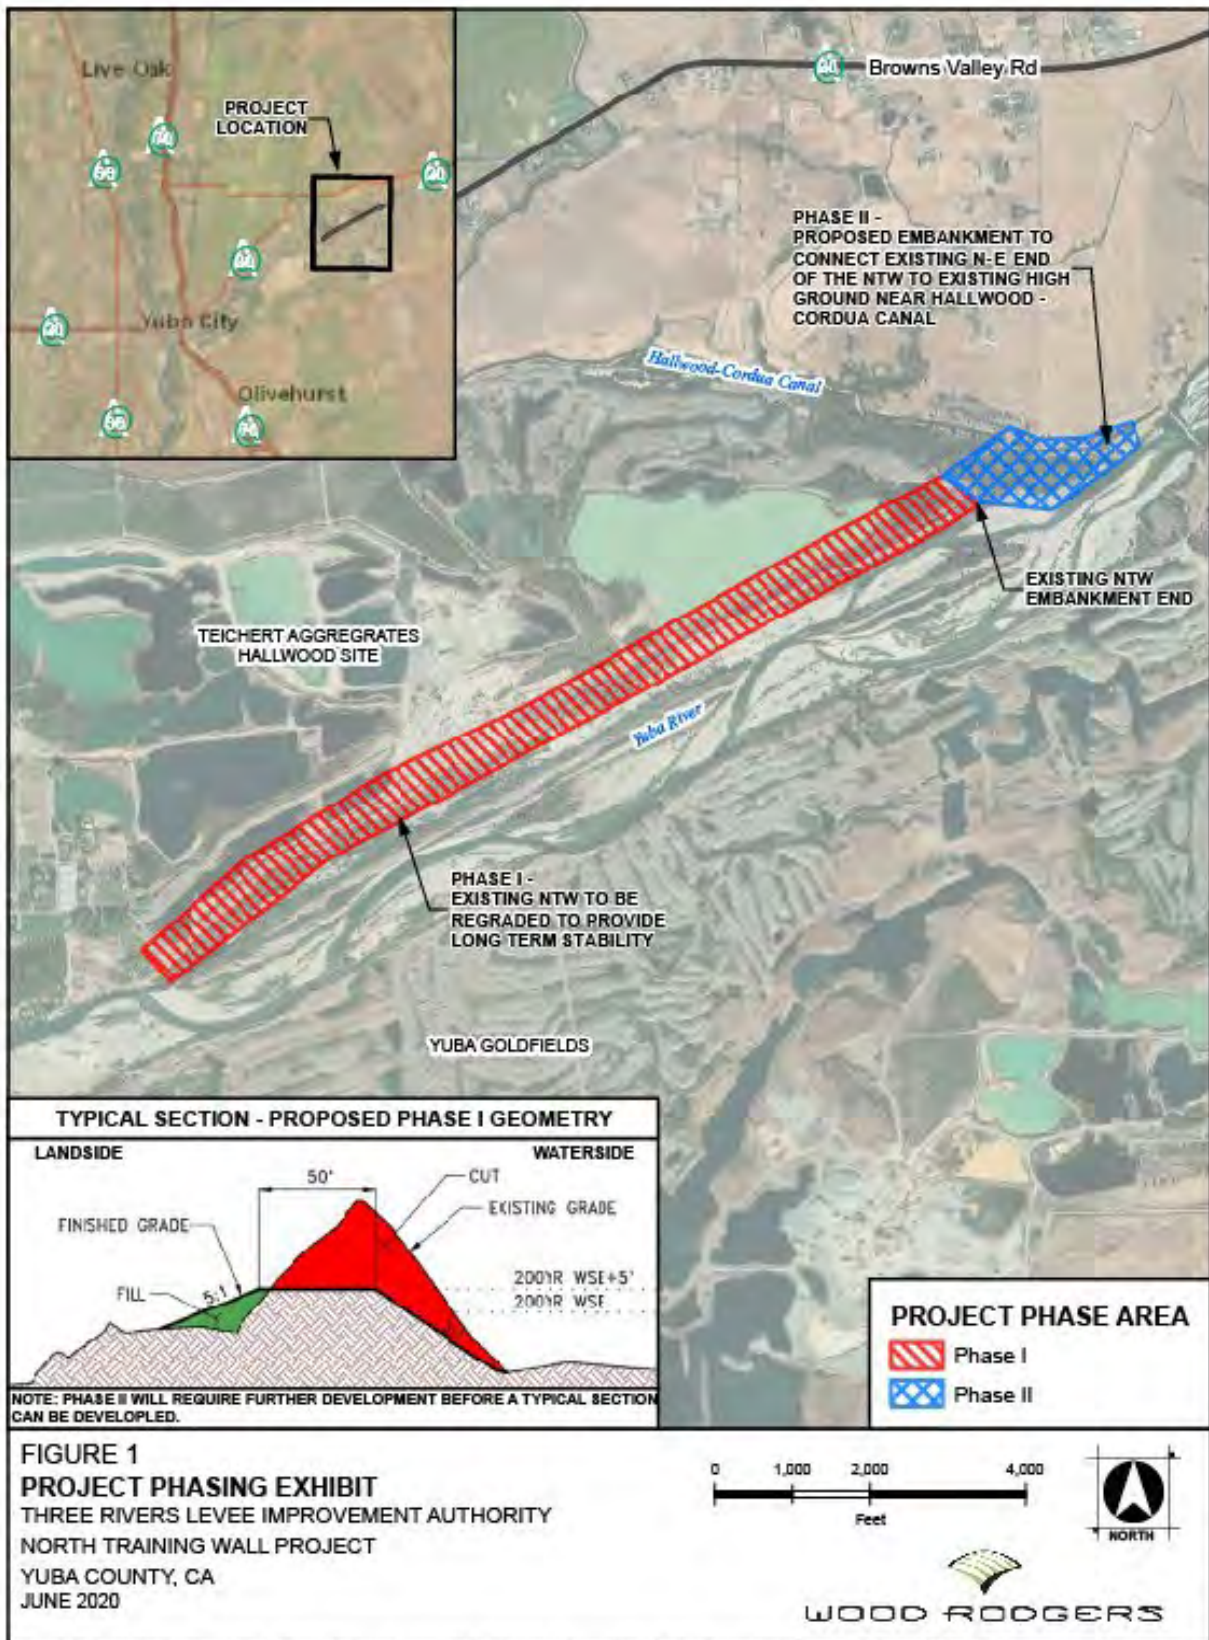 Live Oak
PROJECT
LOCATION
Yuba City
Olivehurst
Browns Valley Rd
PHASE II -
PROPOSED EMBANKMENT TO
CONNECT EXISTING N-E END
OF THE NTW TO EXISTING HIGH
GROUND NEAR HALLWOOD -
CORDUA CANAL
Hallwood-Cordua Canal
EXISTING NTW
EMBANKMENT END
TEICHERT AGGREGRATES
HALLWOOD SITE
Yuba River
PHASE I -
EXISTING NTW TO BE
REGRADED TO PROVIDE
LONG TERM STABILITY
YUBA GOLDFIELDS
TYPICAL SECTION - PROPOSED PHASE I GEOMETRY
LANDSIDE
WATERSIDE
50'
CUT
EXISTING GRADE
FINISHED GRADE
FILL
5:1
200YR WSE+5'
200YR WSE
NOTE: PHASE II WILL REQUIRE FURTHER DEVELOPMENT BEFORE A TYPICAL SECTION
CAN BE DEVELOPLED.
PROJECT PHASE AREA
Phase I
Phase II
FIGURE 1
PROJECT PHASING EXHIBIT
THREE RIVERS LEVEE IMPROVEMENT AUTHORITY
NORTH TRAINING WALL PROJECT
YUBA COUNTY, CA
JUNE 2020
0 1,000 2,000 4,000
Feet
NORTH
WOOD RODGERS